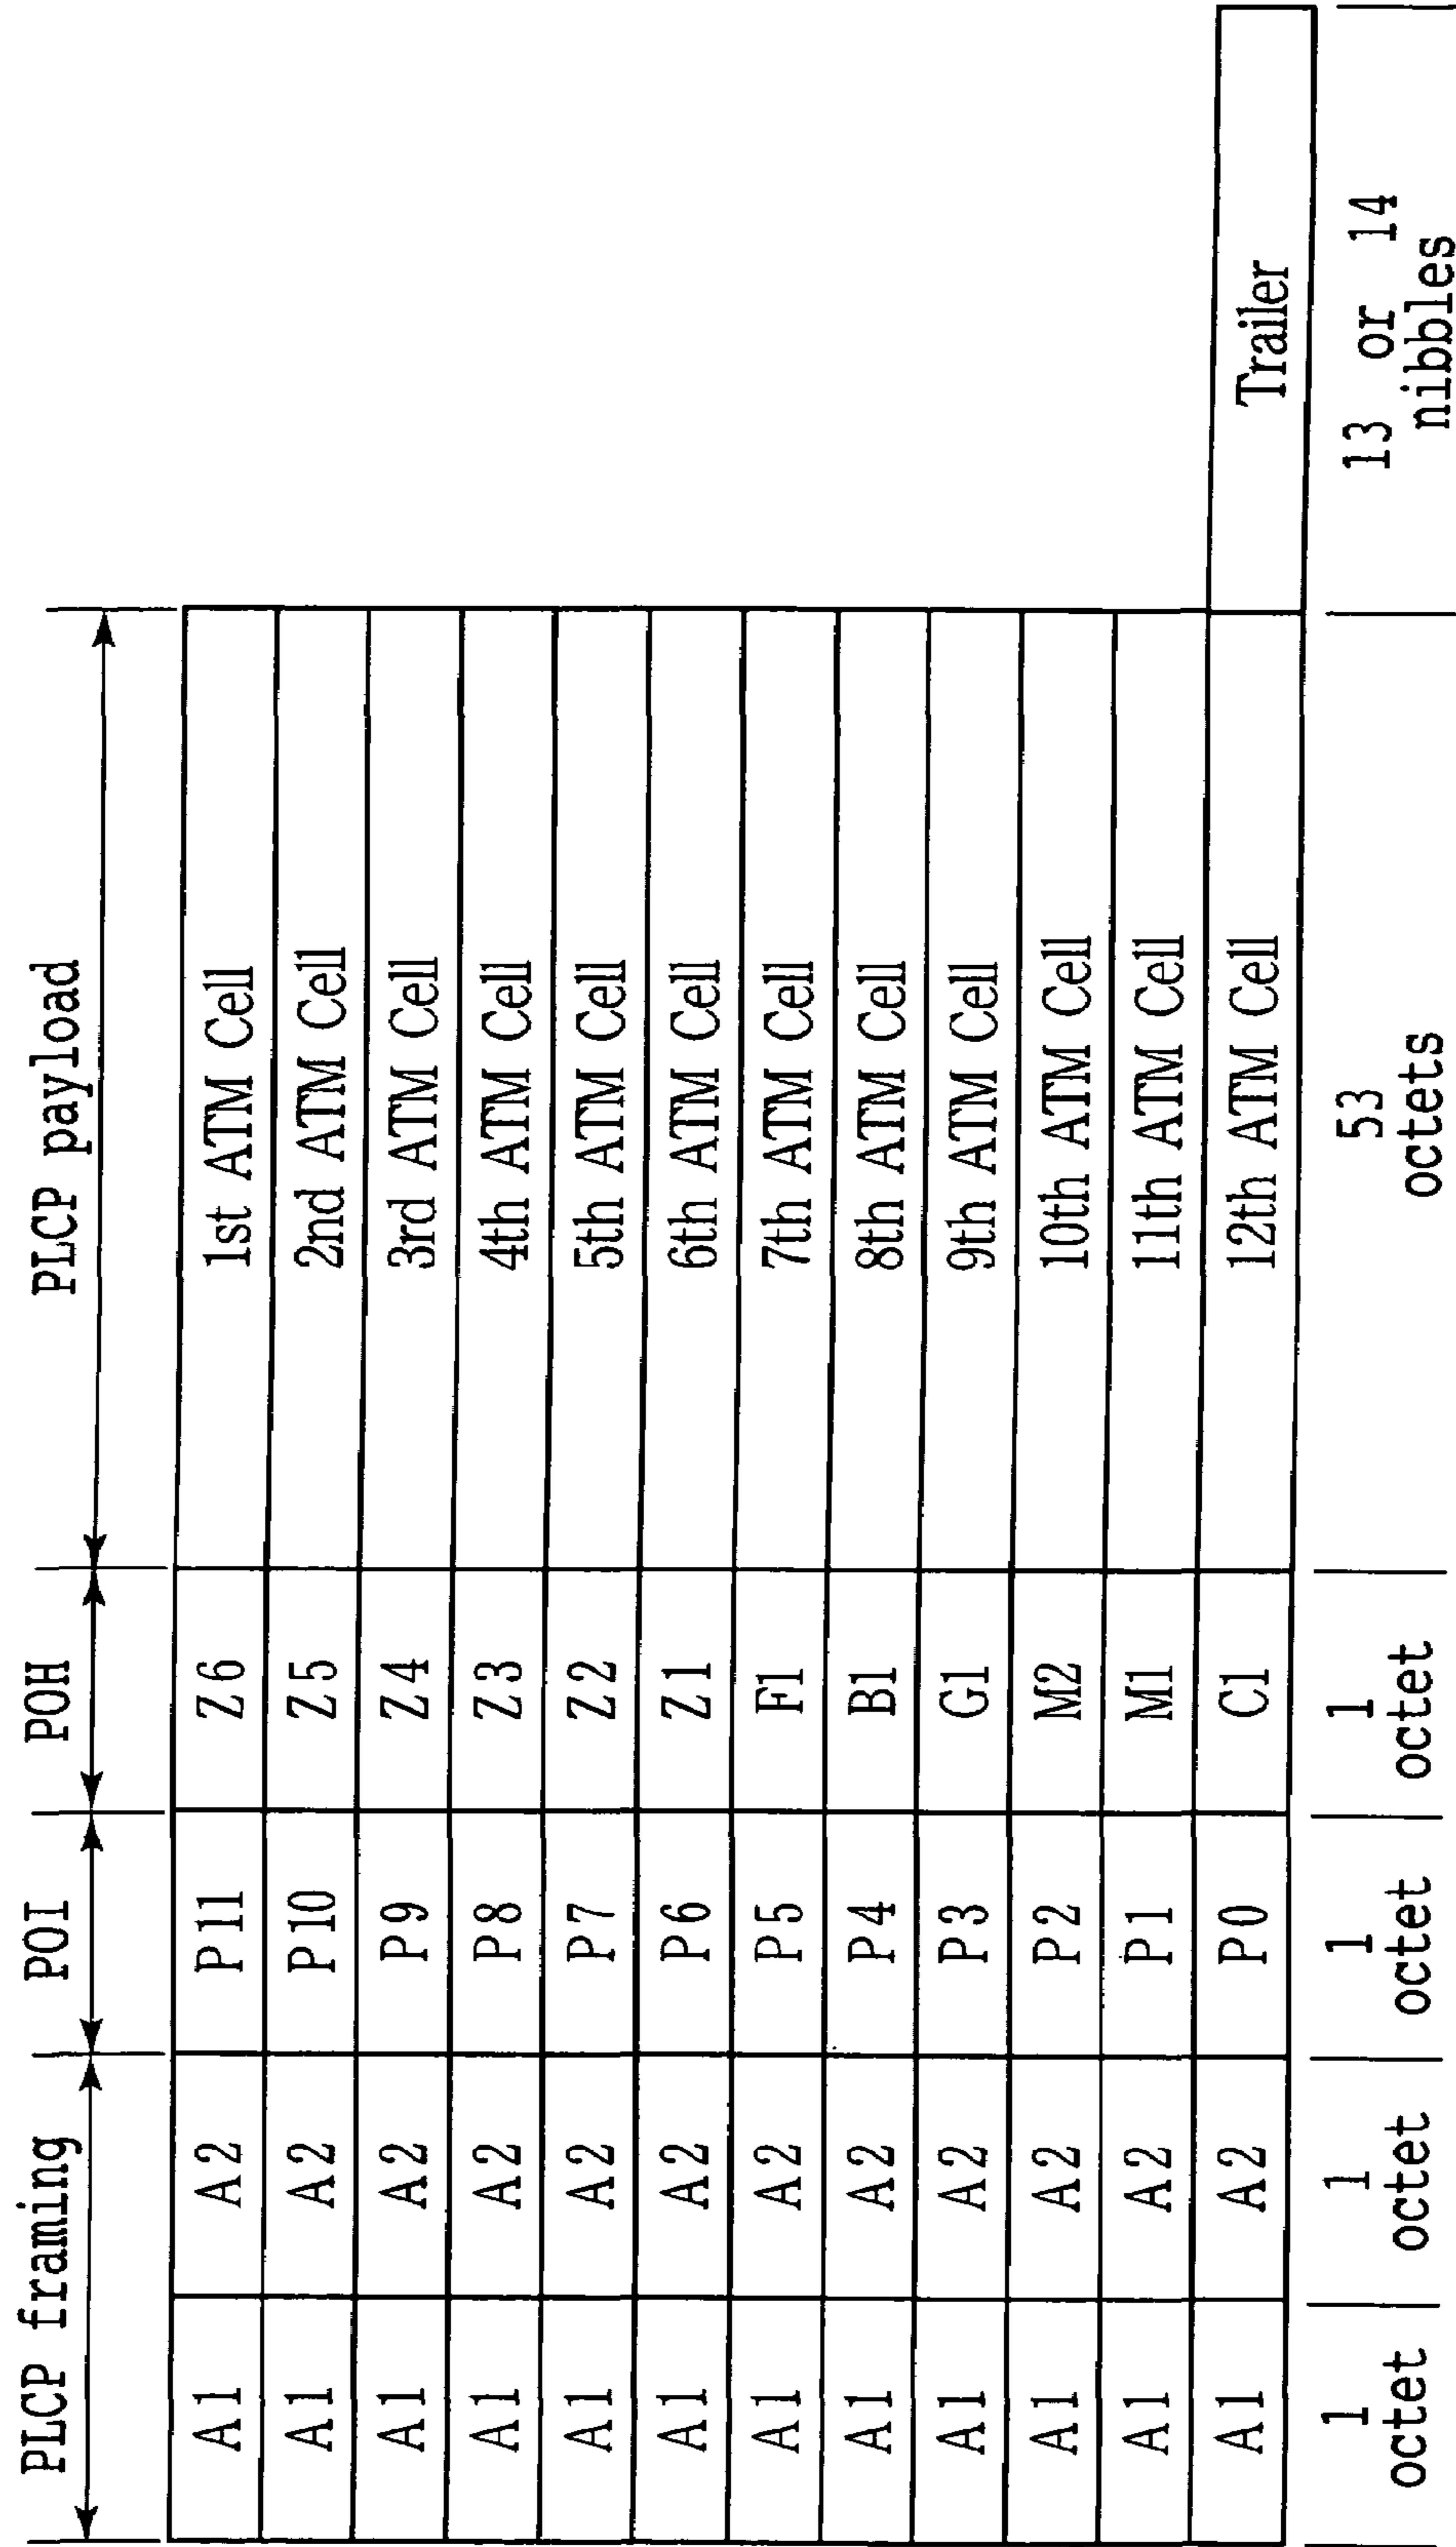 PLCP framing POI POH PLCP payload
A1 A2 P11 Z6 1st ATM Cell
A1 A2 P10 Z5 2nd ATM Cell
A1 A2 P9 Z4 3rd ATM Cell
A1 A2 P8 Z3 4th ATM Cell
A1 A2 P7 Z2 5th ATM Cell
A1 A2 P6 Z1 6th ATM Cell
A1 A2 P5 F1 7th ATM Cell
A1 A2 P4 B1 8th ATM Cell
A1 A2 P3 G1 9th ATM Cell
A1 A2 P2 M2 10th ATM Cell
A1 A2 P1 M1 11th ATM Cell
A1 A2 P0 C1 12th ATM Cell Trailer
1 1 1 1 53 13 or 14
octet octet octet octet octets nibbles